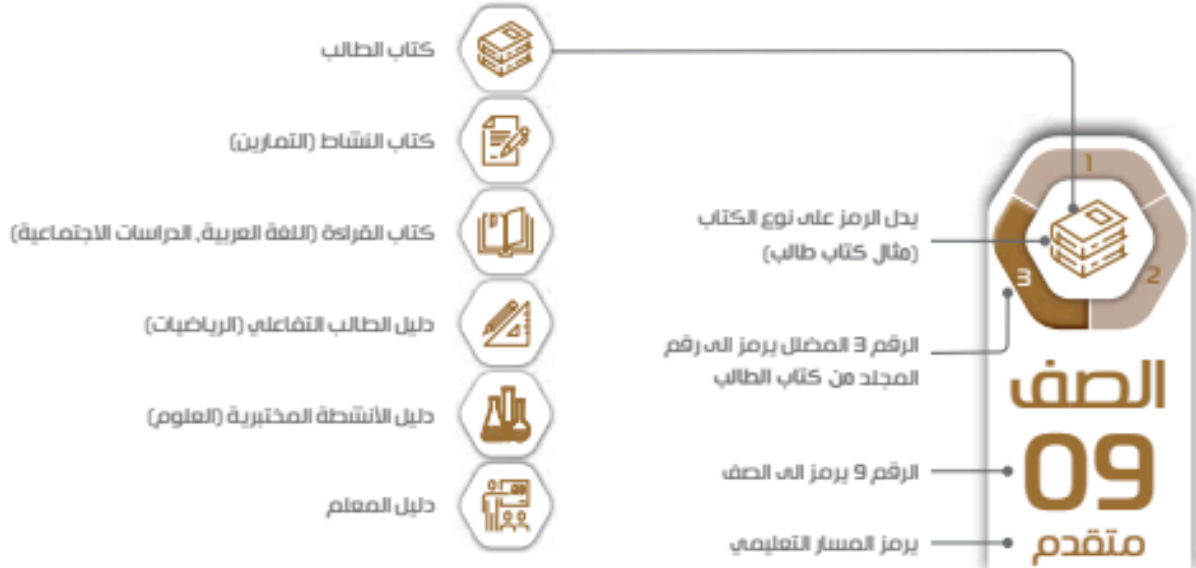 1
2
3
الصف
09
متقدم
يدل الرمز على نوع الكتاب
(مثال كتاب طالب)
الرقم 3 المضلل يرمز الى رقم
المجلد من كتاب الطالب
الرقم 9 يرمز الى الصف
يرمز المسار التعليمي
كتاب الطالب
كتاب النشاط (التمارين)
كتاب القراءة (اللغة العربية, الدراسات الاجتماعية)
دليل الطالب التفاعلي (الرياضيات)
دليل الأنشطة المختبرية (العلوم)
دليل المعلم